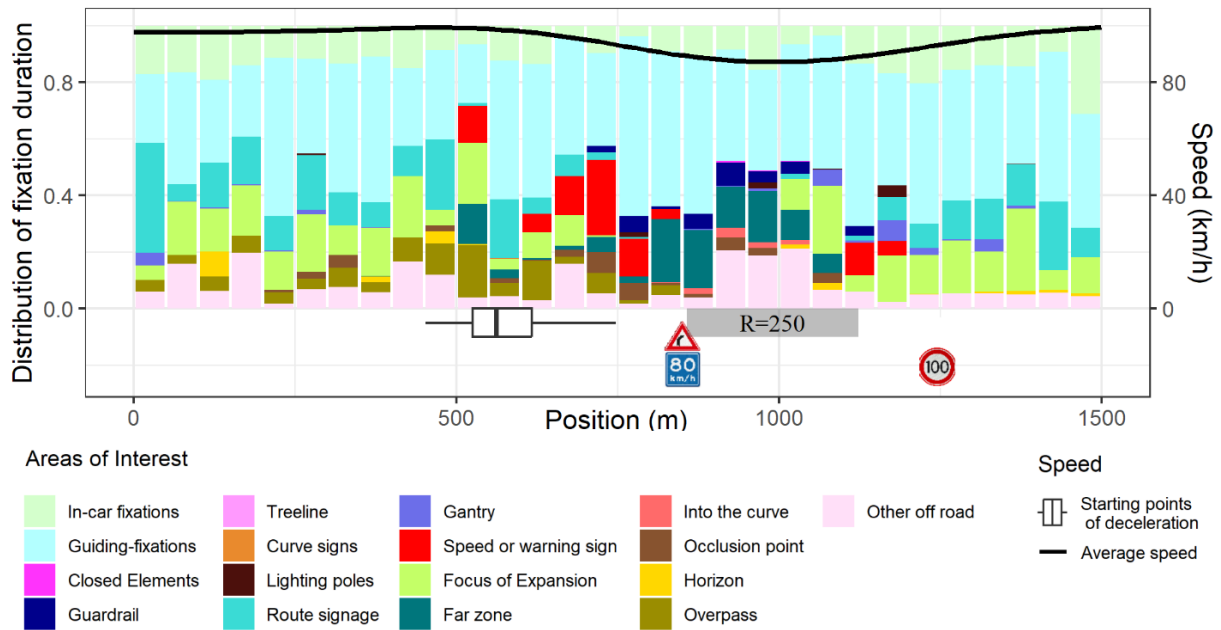 Distribution of fixation duration
0.8
0.4
0.0
80
40
0
Speed (km/h)
R=250
80
km/h
100
0
500
1000
1500
Position (m)
Areas of Interest
In-car fixations
Guiding-fixations
Closed Elements
Guardrail
Treeline
Curve signs
Lighting poles
Route signage
Gantry
Speed or warning sign
Focus of Expansion
Far zone
Into the curve
Occlusion point
Horizon
Overpass
Other off road
Speed
Starting points
of deceleration
Average speed